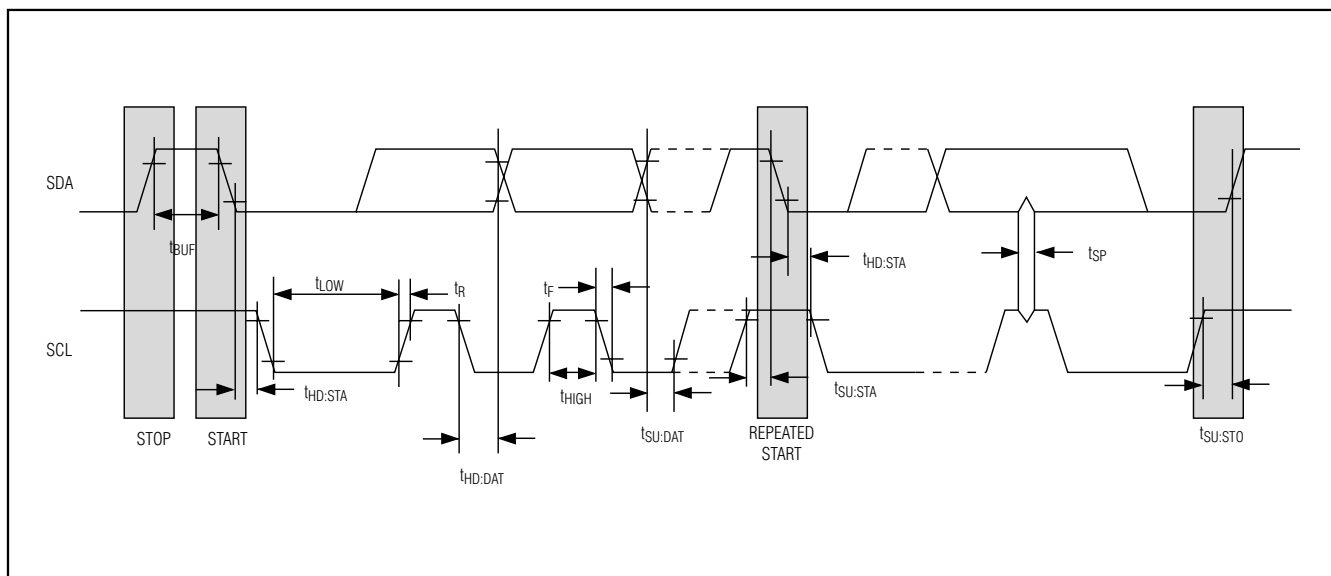 SDA
tBUF
tHD:STA
tSP
tLOW
tR
tF
SCL
tHD:STA
tHIGH
tSU:STA
tSU:DAT
tSU:STO
STOP
START
REPEATED
START
tHD:DAT